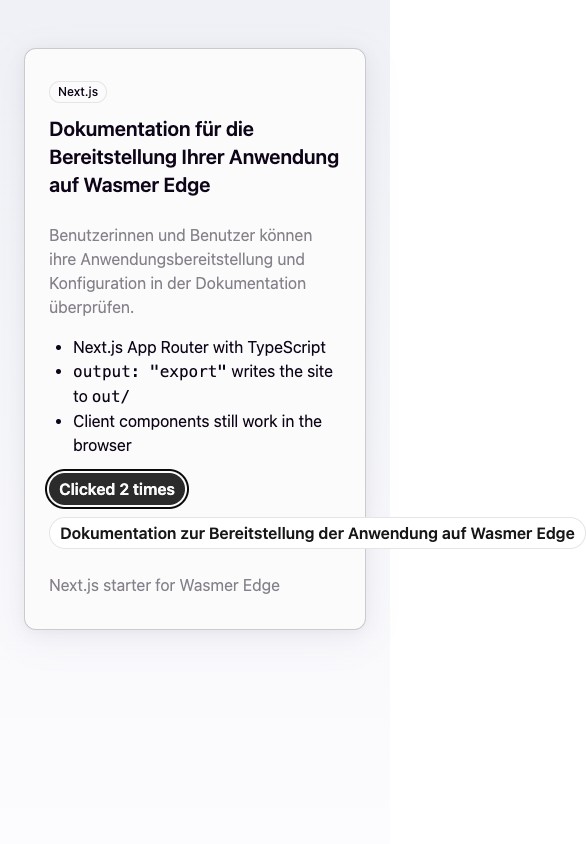 Next.js
Dokumentation für die
Bereitstellung Ihrer Anwendung
auf Wasmer Edge
Benutzerinnen und Benutzer können
ihre Anwendungsbereitstellung und
Konfiguration in der Dokumentation
überprüfen.
• Next.js App Router with TypeScript
• output: "export" writes the site
to out/
• Client components still work in the
browser
Clicked 2 times
Dokumentation zur Bereitstellung der Anwendung auf Wasmer Edge
Next.js starter for Wasmer Edge